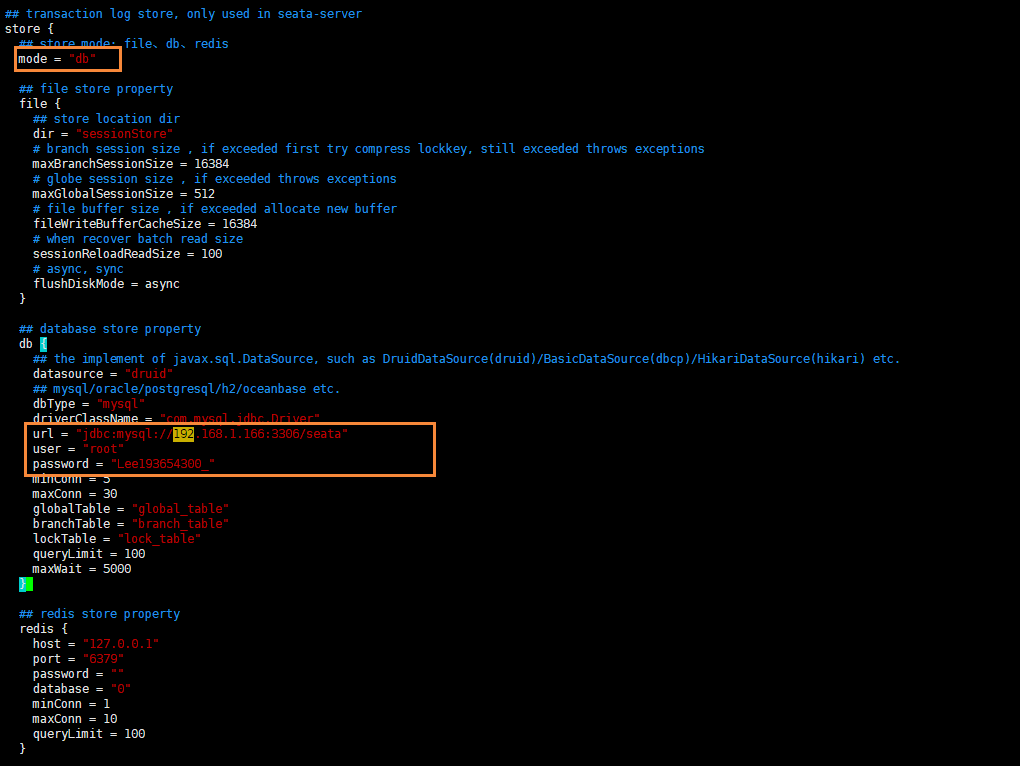 ## transaction log store, only used in seata-server
store {
## store mode: file、db、redis
mode = "db"
## file store property
file {
## store location dir
dir = "sessionStore"
# branch session size , if exceeded first try compress lockkey, still exceeded throws exceptions
maxBranchSessionSize = 16384
# globe session size , if exceeded throws exceptions
maxGlobalSessionSize = 512
# file buffer size , if exceeded allocate new buffer
fileWriteBufferCacheSize = 16384
# when recover batch read size
sessionReloadReadSize = 100
# async, sync
flushDiskMode = async
}
## database store property
db {
## the implement of javax.sql.DataSource, such as DruidDataSource(druid)/BasicDataSource(dbcp)/HikariDataSource(hikari) etc.
datasource = "druid"
## mysql/oracle/postgresql/h2/oceanbase etc.
dbType = "mysql"
driverClassName = "com.mysql.jdbc.Driver"
url = "jdbc:mysql://192.168.1.166:3306/seata"
user = "root"
password = "Lee193654300_"
minConn = 5
maxConn = 30
globalTable = "global_table"
branchTable = "branch_table"
lockTable = "lock_table"
queryLimit = 100
maxWait = 5000
}
## redis store property
redis {
host = "127.0.0.1"
port = "6379"
password = ""
database = "0"
minConn = 1
maxConn = 10
queryLimit = 100
}